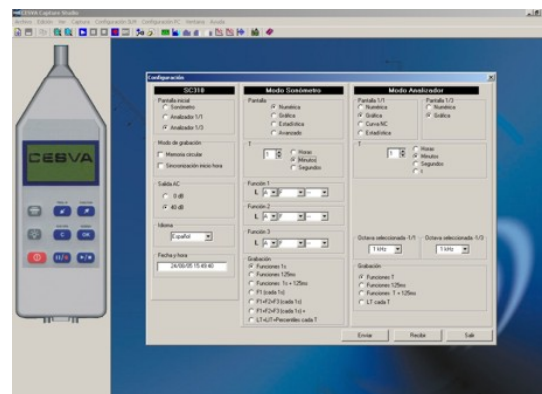 CESVA Capture Studio
Archivo Edición Ver Captura Configuración SLM Configuración PC Ventana Ayuda
CESVA
Configuración
SC310
Pantalla inicial
Sonómetro
Analizador 1/1
Analizador 1/3
Modo de grabación
Memoria circular
Sincronización inicio hora
Salida AC
0 dB
40 dB
Idioma
Español
Fecha y hora
24/08/05 15:49:40
Modo Sonómetro
Pantalla
Numérica
Gráfica
Estadística
Avanzado
T
1
Horas
Minutos
Segundos
Función 1
L A F --
Función 2
L A F --
Función 3
L A F --
Grabación
Funciones 1s
Funciones 125ms
Funciones 1s + 125ms
F1 (cada 1s)
F1+F2+F3 (cada 1s)
F1+F2+F3 (cada 1s) +
LT+LIT+Percentiles cada T
Modo Analizador
Pantalla 1/1
Numérica
Gráfica
Curva NC
Estadística
Pantalla 1/3
Numérica
Gráfica
T
1
Horas
Minutos
Segundos
Octava seleccionada -1/1
1 kHz
Octava seleccionada -1/3
1 kHz
Grabación
Funciones T
Funciones 125ms
Funciones T + 125ms
LT cada T
Enviar
Recibir
Salir